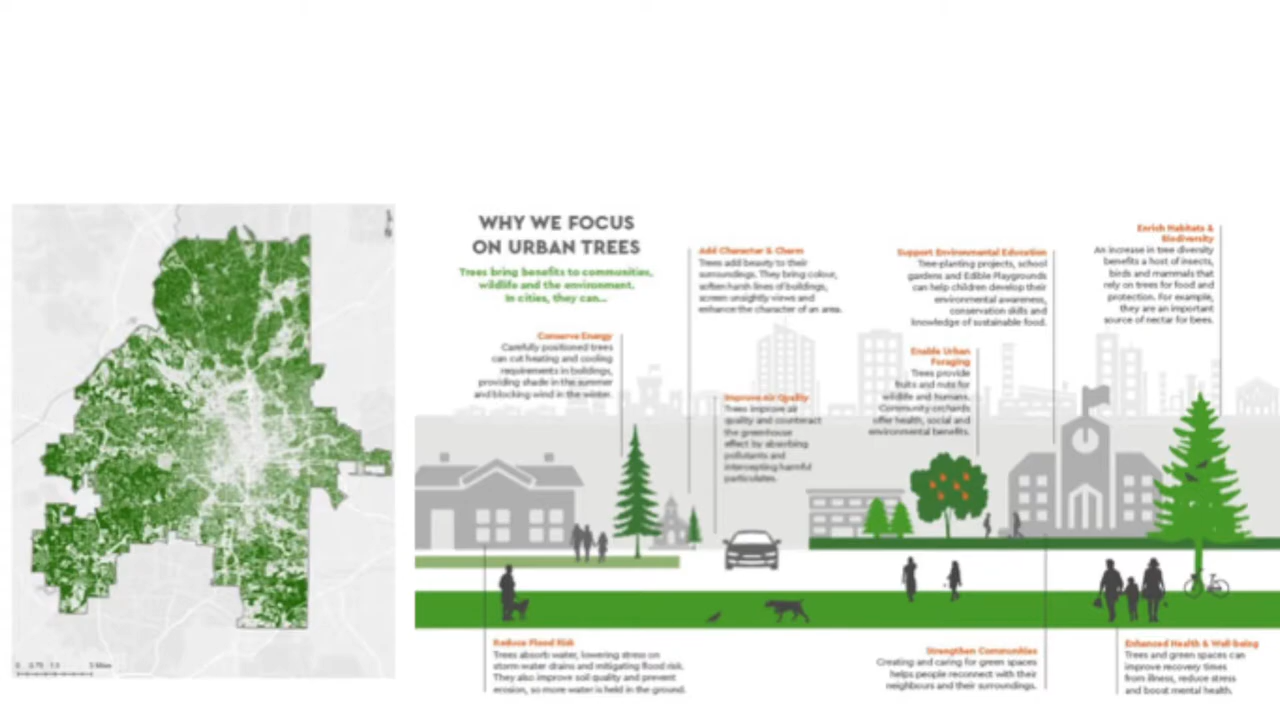 WHY WE FOCUS
ON URBAN TREES
Trees bring benefits to communities,
wildlife and the environment.
In cities, they can...
Conserve Energy
Carefully positioned trees
can cut heating and cooling
requirements in buildings,
providing shade in the summer
and blocking wind in the winter.
Add Character & Charm
Trees add beauty to their
surroundings. They bring colour,
soften harsh lines of buildings,
screen unsightly views and
enhance the character of an area.
Improve Air Quality
Trees improve air
quality and counteract
the greenhouse
effect by absorbing
pollutants and
intercepting harmful
particulates.
Support Environmental Education
Tree-planting projects, school
gardens and Edible Playgrounds
can help children develop their
environmental awareness,
conservation skills and
knowledge of sustainable food.
Enable Urban
Foraging
Trees provide
fruits and nuts for
wildlife and humans.
Community orchards
offer health, social and
environmental benefits.
Enrich Habitats &
Biodiversity
An increase in tree diversity
benefits a host of insects,
birds and mammals that
rely on trees for food and
protection. For example,
they are an important
source of nectar for bees.
Reduce Flood Risk
Trees absorb water, lowering stress on
storm water drains and mitigating flood risk.
They also improve soil quality and prevent
erosion, so more water is held in the ground.
Strengthen Communities
Creating and caring for green spaces
helps people reconnect with their
neighbours and their surroundings.
Enhanced Health & Well-being
Trees and green spaces can
improve recovery times
from illness, reduce stress
and boost mental health.